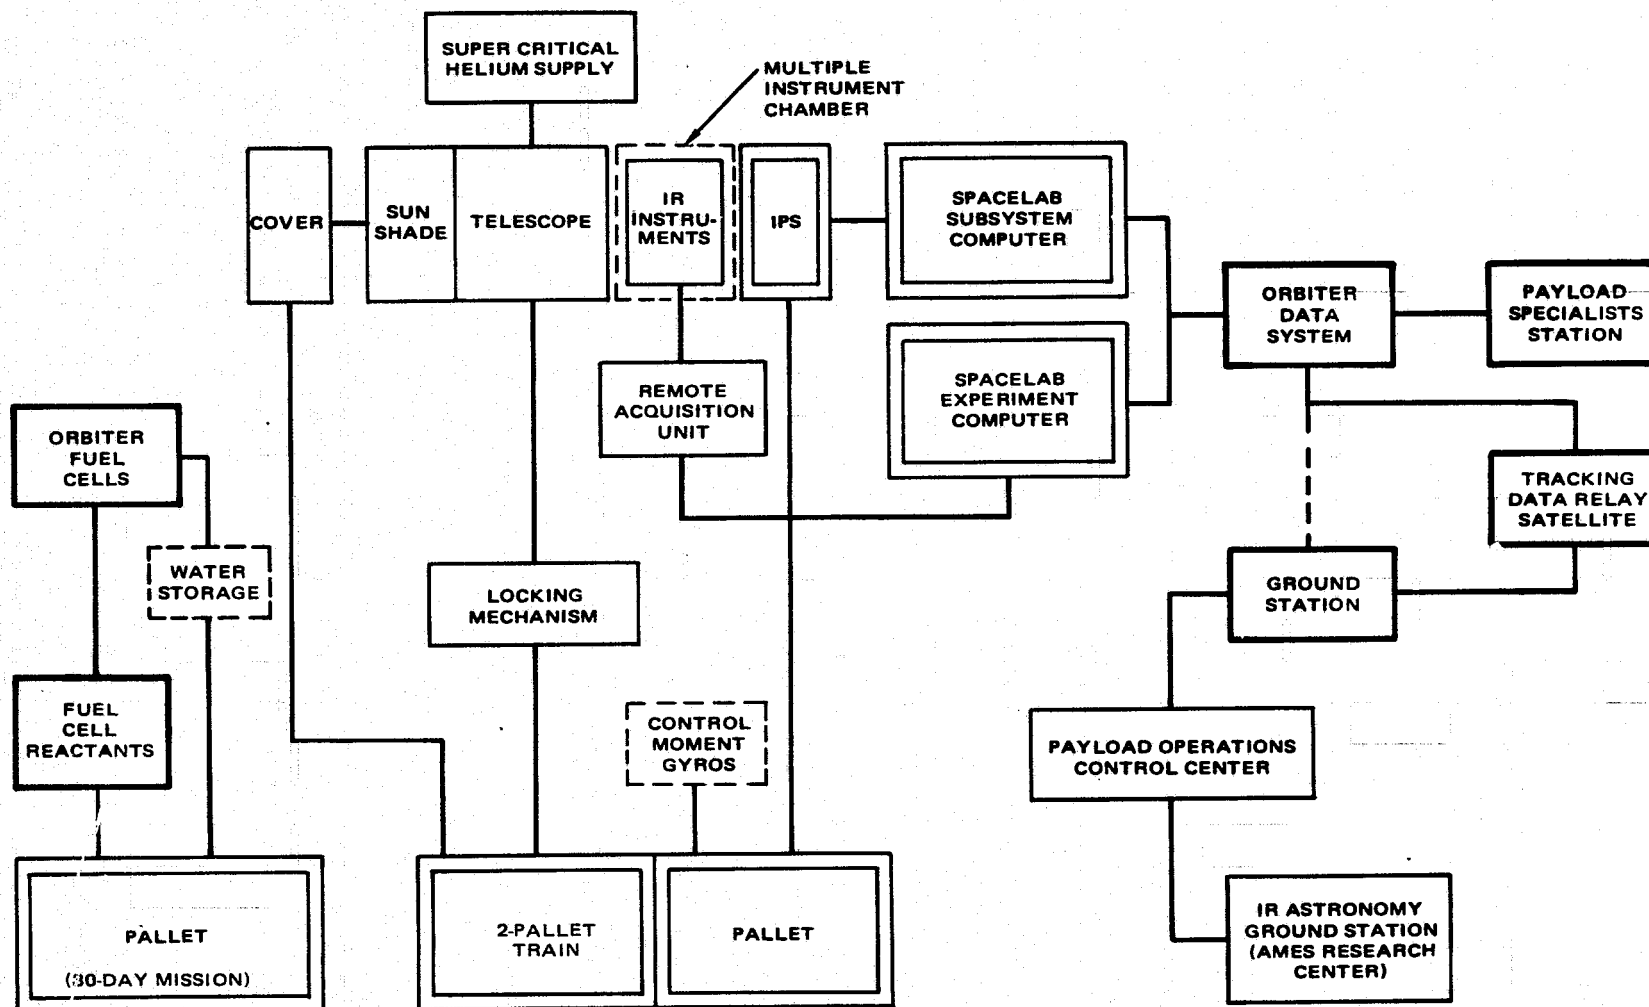 SUPER CRITICAL
HELIUM SUPPLY
MULTIPLE
INSTRUMENT
CHAMBER
COVER
SUN
SHADE
TELESCOPE
IR
INSTRU-
MENTS
IPS
SPACELAB
SUBSYSTEM
COMPUTER
ORBITER
DATA
SYSTEM
PAYLOAD
SPECIALISTS
STATION
REMOTE
ACQUISITION
UNIT
SPACELAB
EXPERIMENT
COMPUTER
ORBITER
FUEL
CELLS
TRACKING
DATA RELAY
SATELLITE
WATER
STORAGE
LOCKING
MECHANISM
GROUND
STATION
FUEL
CELL
REACTANTS
CONTROL
MOMENT
GYROS
PAYLOAD OPERATIONS
CONTROL CENTER
PALLET
(30-DAY MISSION)
2-PALLET
TRAIN
PALLET
IR ASTRONOMY
GROUND STATION
(AMES RESEARCH
CENTER)